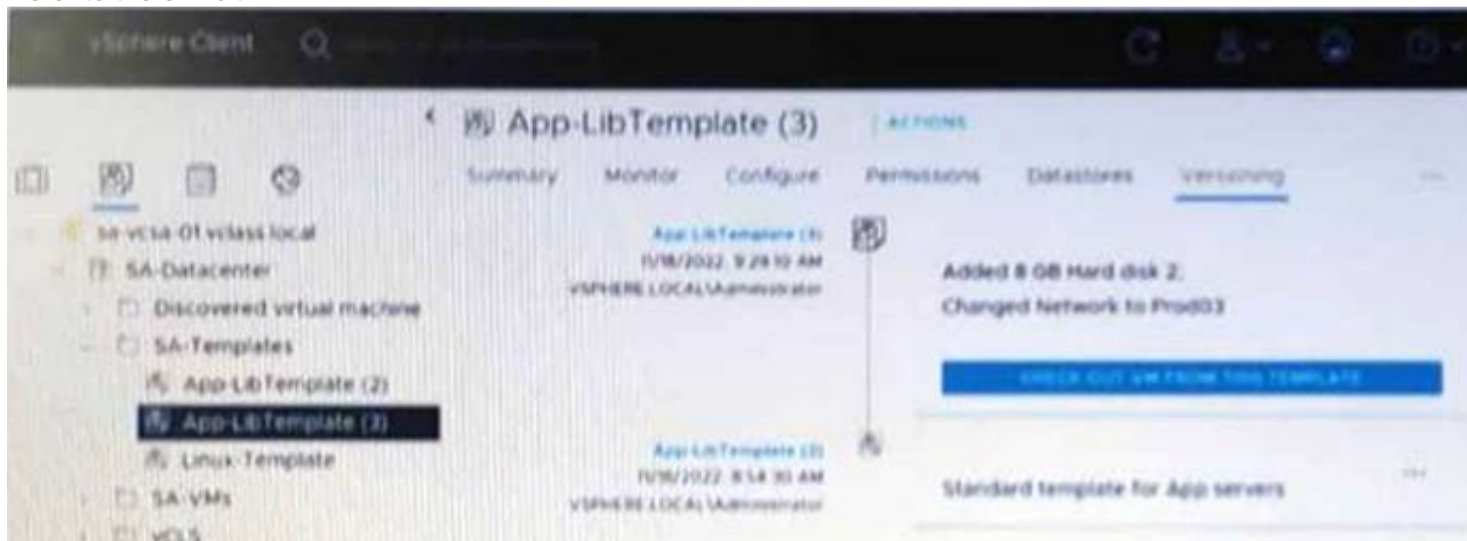 vSphere Client
App-LibTemplate (3)
ACTIONS
Summary Monitor Configure Permissions Datastores Versioning
sa-vcsa-01.vclass.local
SA-Datacenter
Discovered virtual machine
SA-Templates
App-LibTemplate (2)
App-LibTemplate (3)
Linux-Template
SA-VMs
vCLS
App-LibTemplate (3)
11/18/2022, 9:29:10 AM
VSPHERE.LOCAL\Administrator
Added 8 GB Hard disk 2.
Changed Network to Prod03
CHECK OUT VM FROM THIS TEMPLATE
App-LibTemplate (2)
8:54:30 AM
VSPHERE.LOCAL\Administrator
Standard template for App servers